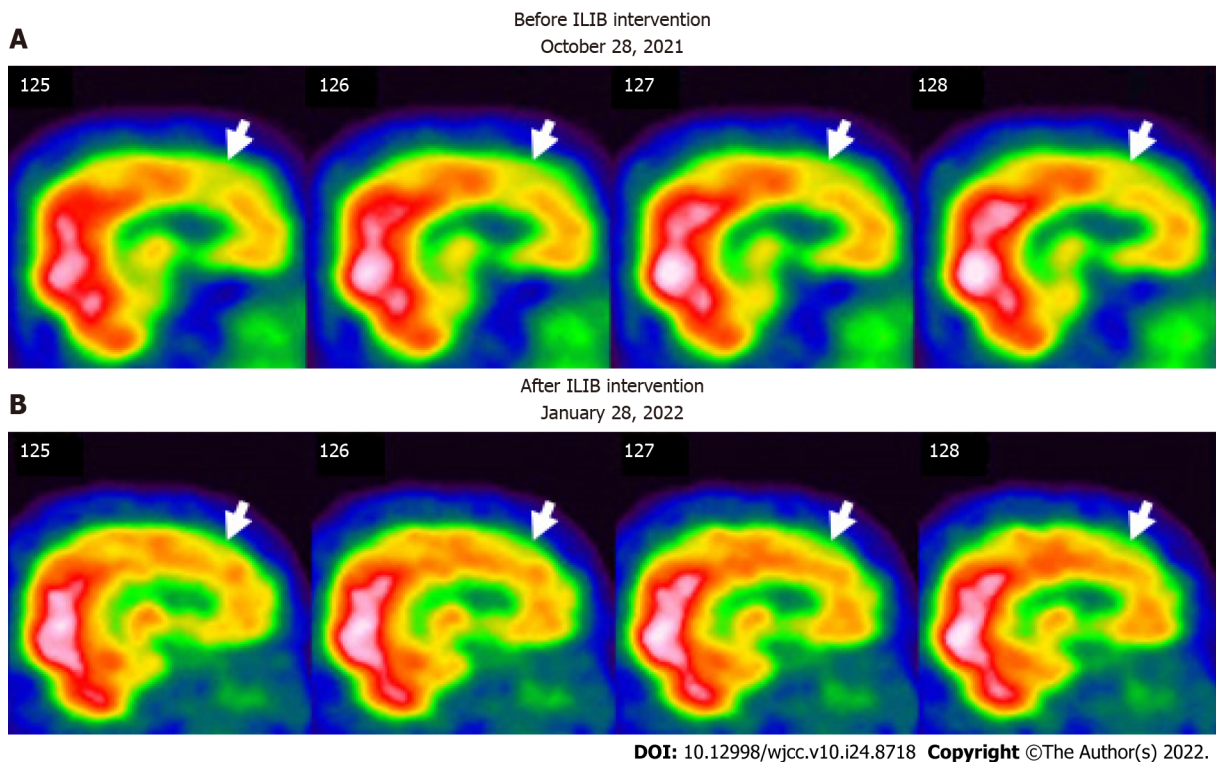 Before ILIB intervention
A
October 28, 2021
125 126 127 128
After ILIB intervention
B
January 28, 2022
125 126 127 128
DOI: 10.12998/wjcc.v10.i24.8718 Copyright ©The Author(s) 2022.